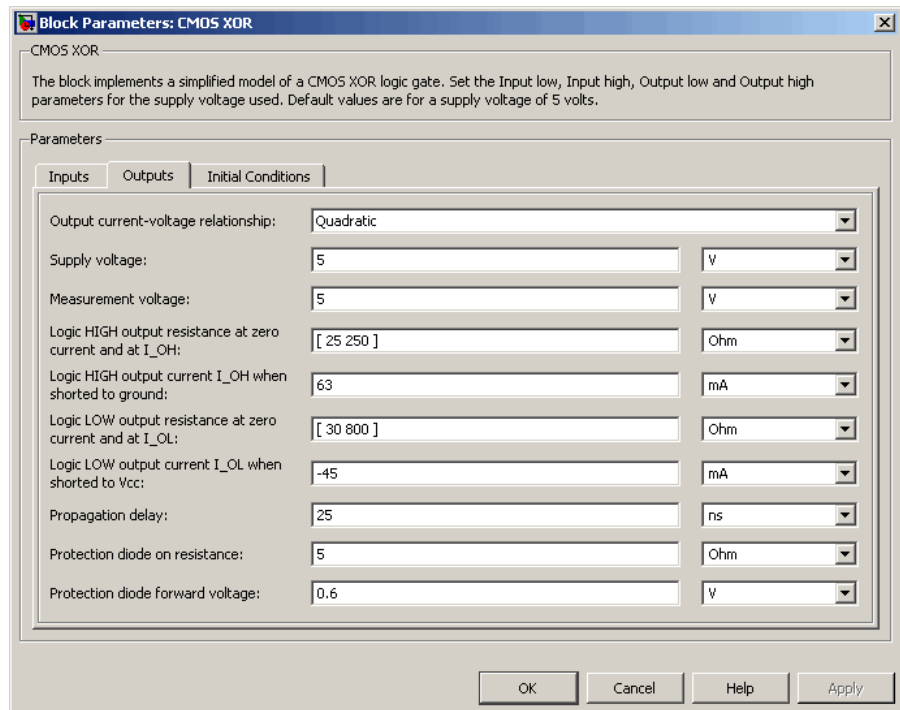 Block Parameters: CMOS XOR
CMOS XOR
The block implements a simplified model of a CMOS XOR logic gate. Set the Input low, Input high, Output low and Output high
parameters for the supply voltage used. Default values are for a supply voltage of 5 volts.
Parameters
Inputs Outputs Initial Conditions
Output current-voltage relationship: Quadratic
Supply voltage: 5 V
Measurement voltage: 5 V
Logic HIGH output resistance at zero
current and at I_OH: [ 25 250 ] Ohm
Logic HIGH output current I_OH when
shorted to ground: 63 mA
Logic LOW output resistance at zero
current and at I_OL: [ 30 800 ] Ohm
Logic LOW output current I_OL when
shorted to Vcc: -45 mA
Propagation delay: 25 ns
Protection diode on resistance: 5 Ohm
Protection diode forward voltage: 0.6 V
OK Cancel Help Apply